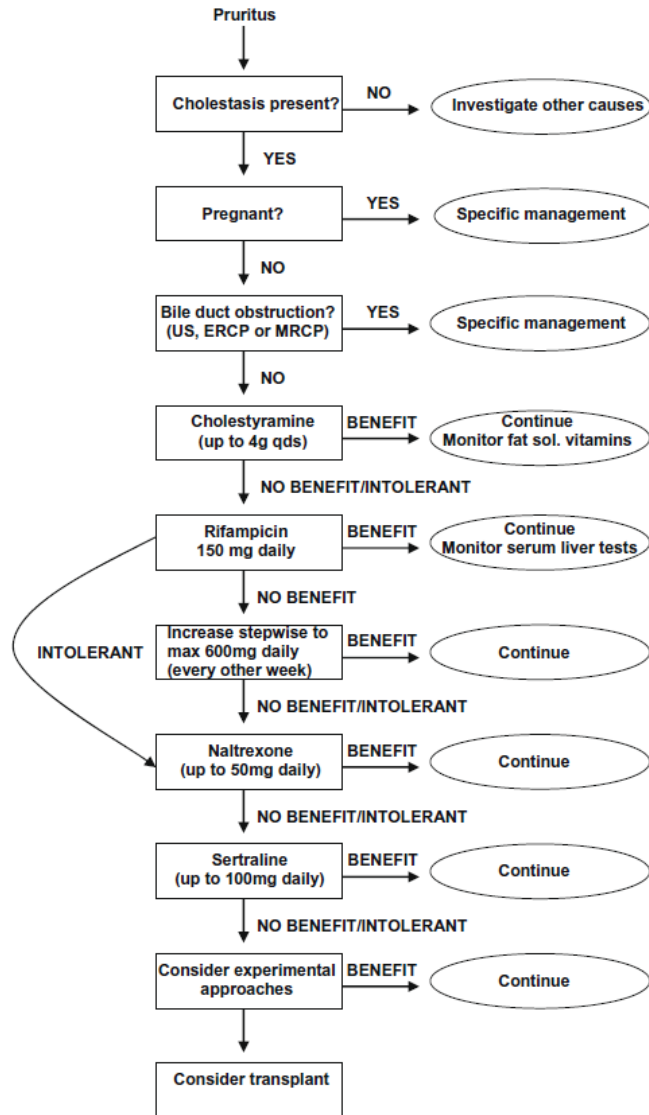 Pruritus
Cholestasis present?
NO
Investigate other causes
YES
Pregnant?
YES
Specific management
NO
Bile duct obstruction?
(US, ERCP or MRCP)
YES
Specific management
NO
Cholestyramine
(up to 4g qds)
BENEFIT
Continue
Monitor fat sol. vitamins
NO BENEFIT/INTOLERANT
Rifampicin
150 mg daily
BENEFIT
Continue
Monitor serum liver tests
NO BENEFIT
INTOLERANT
Increase stepwise to
max 600mg daily
(every other week)
BENEFIT
Continue
NO BENEFIT/INTOLERANT
Naltrexone
(up to 50mg daily)
BENEFIT
Continue
NO BENEFIT/INTOLERANT
Sertraline
(up to 100mg daily)
BENEFIT
Continue
NO BENEFIT/INTOLERANT
Consider experimental
approaches
BENEFIT
Continue
Consider transplant